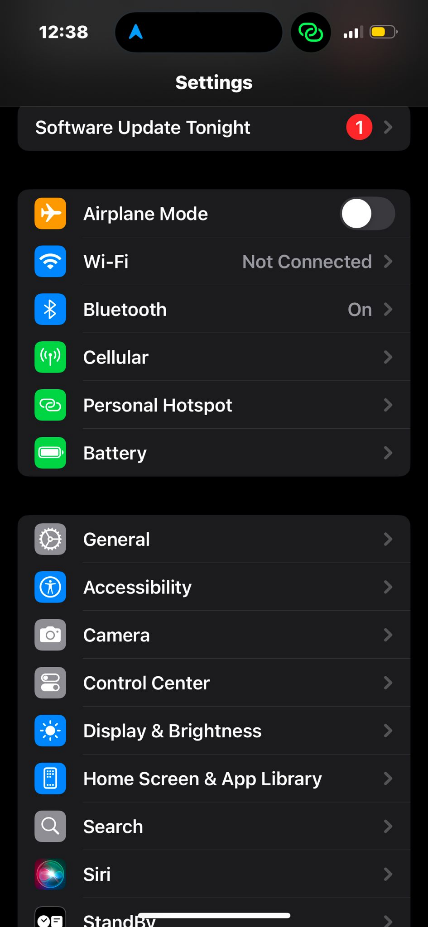 12:38
Settings
Software Update Tonight 1
Airplane Mode
Wi-Fi Not Connected
Bluetooth On
Cellular
Personal Hotspot
Battery
General
Accessibility
Camera
Control Center
Display & Brightness
Home Screen & App Library
Search
Siri
StandBy